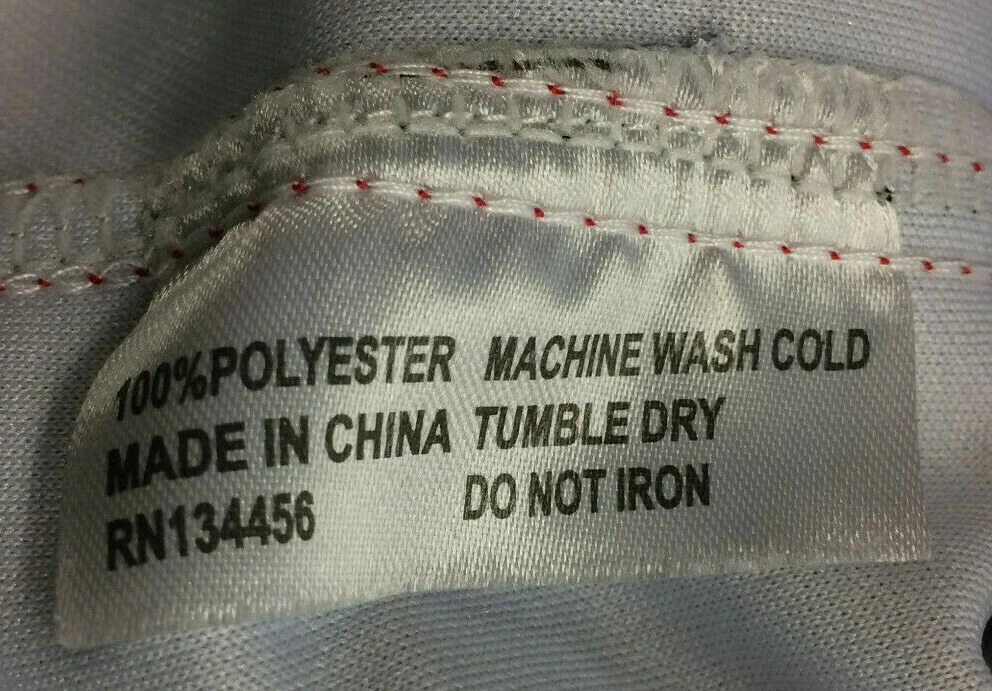 100%POLYESTER MACHINE WASH COLD
MADE IN CHINA TUMBLE DRY
RN134456 DO NOT IRON